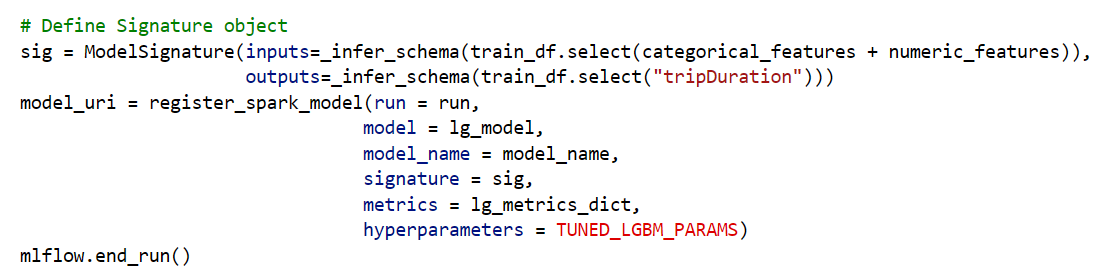 # Define Signature object
sig = ModelSignature(inputs=_infer_schema(train_df.select(categorical_features + numeric_features)),
                     outputs=_infer_schema(train_df.select("tripDuration")))
model_uri = register_spark_model(run = run,
                                model = lg_model,
                                model_name = model_name,
                                signature = sig,
                                metrics = lg_metrics_dict,
                                hyperparameters = TUNED_LGBM_PARAMS)
mlflow.end_run()